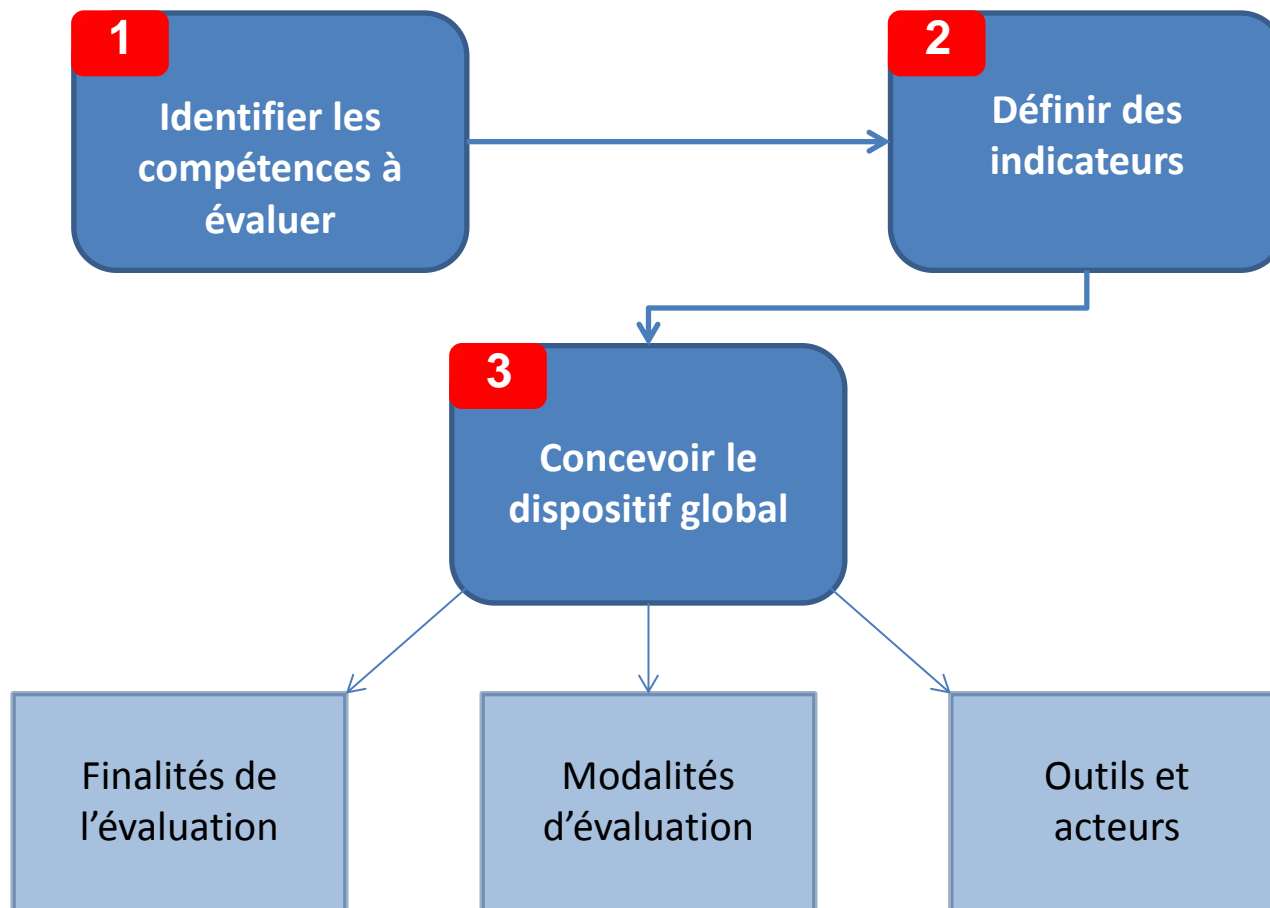 1
Identifier les
compétences à
évaluer
2
Définir des
indicateurs
3
Concevoir le
dispositif global
Finalités de
l’évaluation
Modalités
d’évaluation
Outils et
acteurs